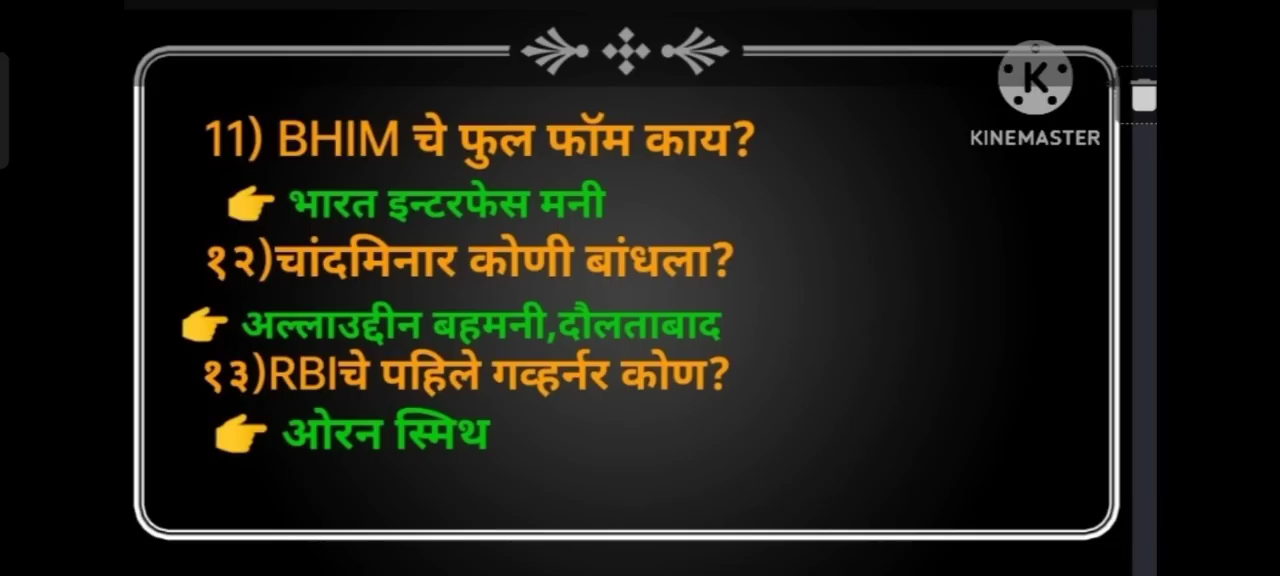 11) BHIM चे फुल फॉम काय?
👉 भारत इन्टरफेस मनी
१२)चांदमिनार कोणी बांधला?
👉 अल्लाउद्दीन बहमनी,दौलताबाद
१३)RBIचे पहिले गव्हर्नर कोण?
👉 ओरन स्मिथ
K
KINEMASTER